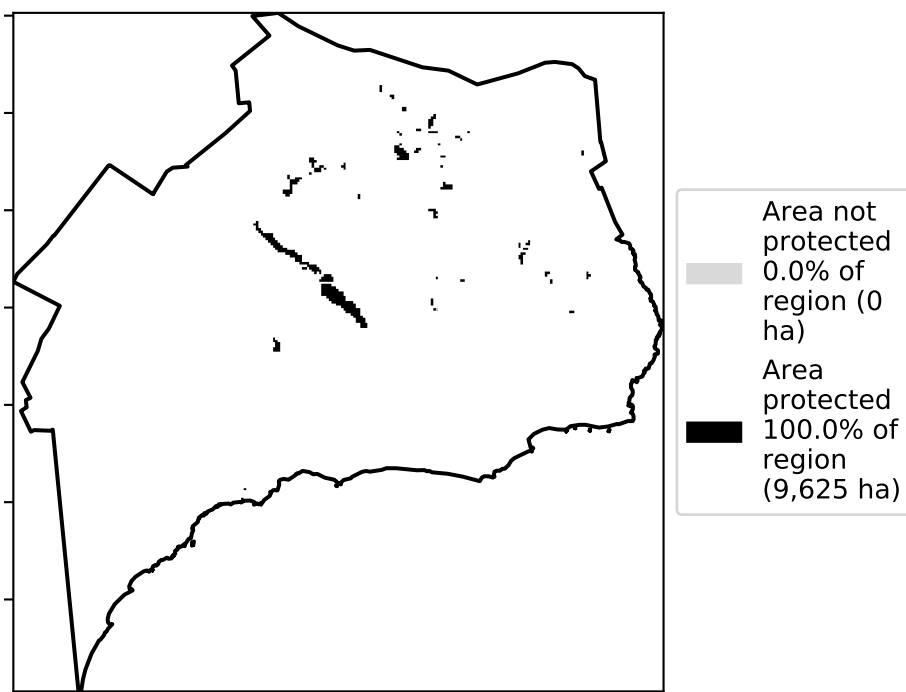 Area not
protected
0.0% of
region (0
ha)
Area
protected
100.0% of
region
(9,625 ha)